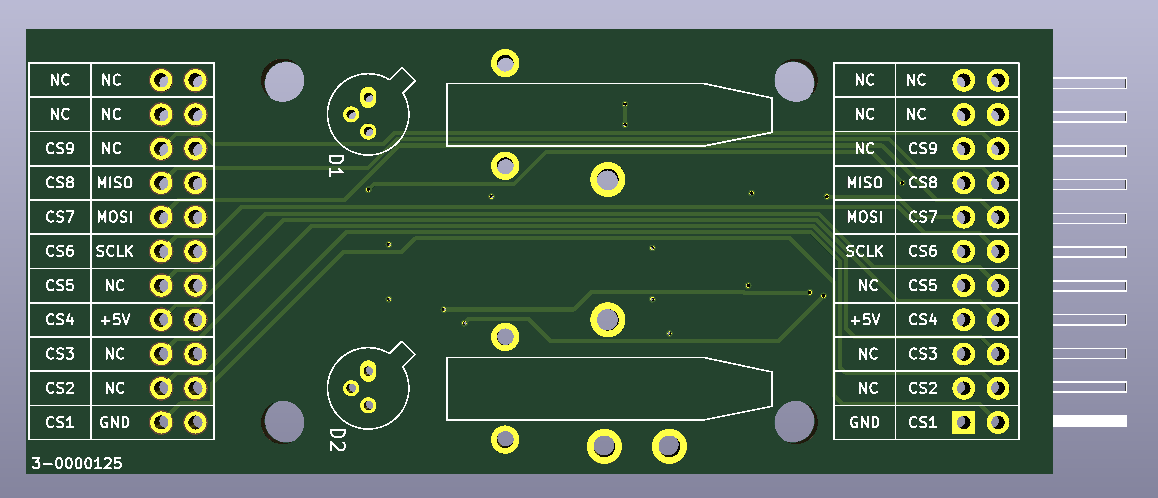 NC NC
NC NC
CS9 NC
CS8 MISO
CS7 MOSI
CS6 SCLK
CS5 NC
CS4 +5V
CS3 NC
CS2 NC
CS1 GND
3-0000125
D1
D2
NC NC
NC NC
NC CS9
MISO CS8
MOSI CS7
SCLK CS6
NC CS5
+5V CS4
NC CS3
NC CS2
GND CS1